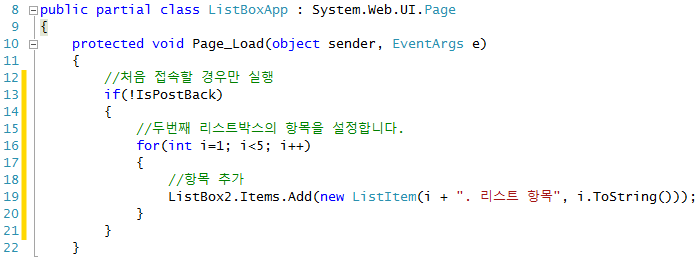 8 public partial class ListBoxApp : System.Web.UI.Page
9 {
10 protected void Page_Load(object sender, EventArgs e)
11 {
12 //처음 접속할 경우만 실행
13 if(!IsPostBack)
14 {
15 //두번째 리스트박스의 항목을 설정합니다.
16 for(int i=1; i<5; i++)
17 {
18 //항목 추가
19 ListBox2.Items.Add(new ListItem(i + ". 리스트 항목", i.ToString()));
20 }
21 }
22 }